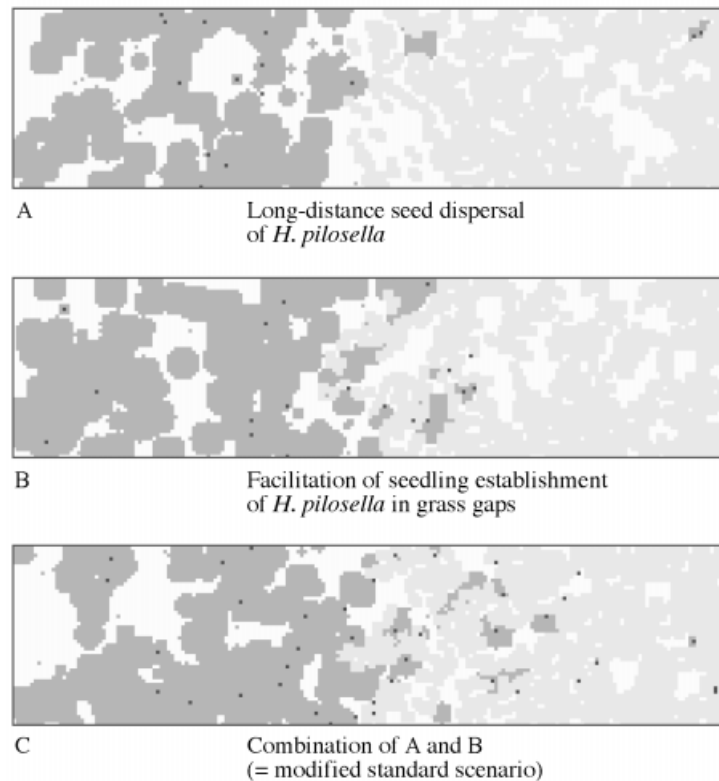 A
Long-distance seed dispersal
of H. pilosella
B
Facilitation of seedling establishment
of H. pilosella in grass gaps
C
Combination of A and B
(= modified standard scenario)